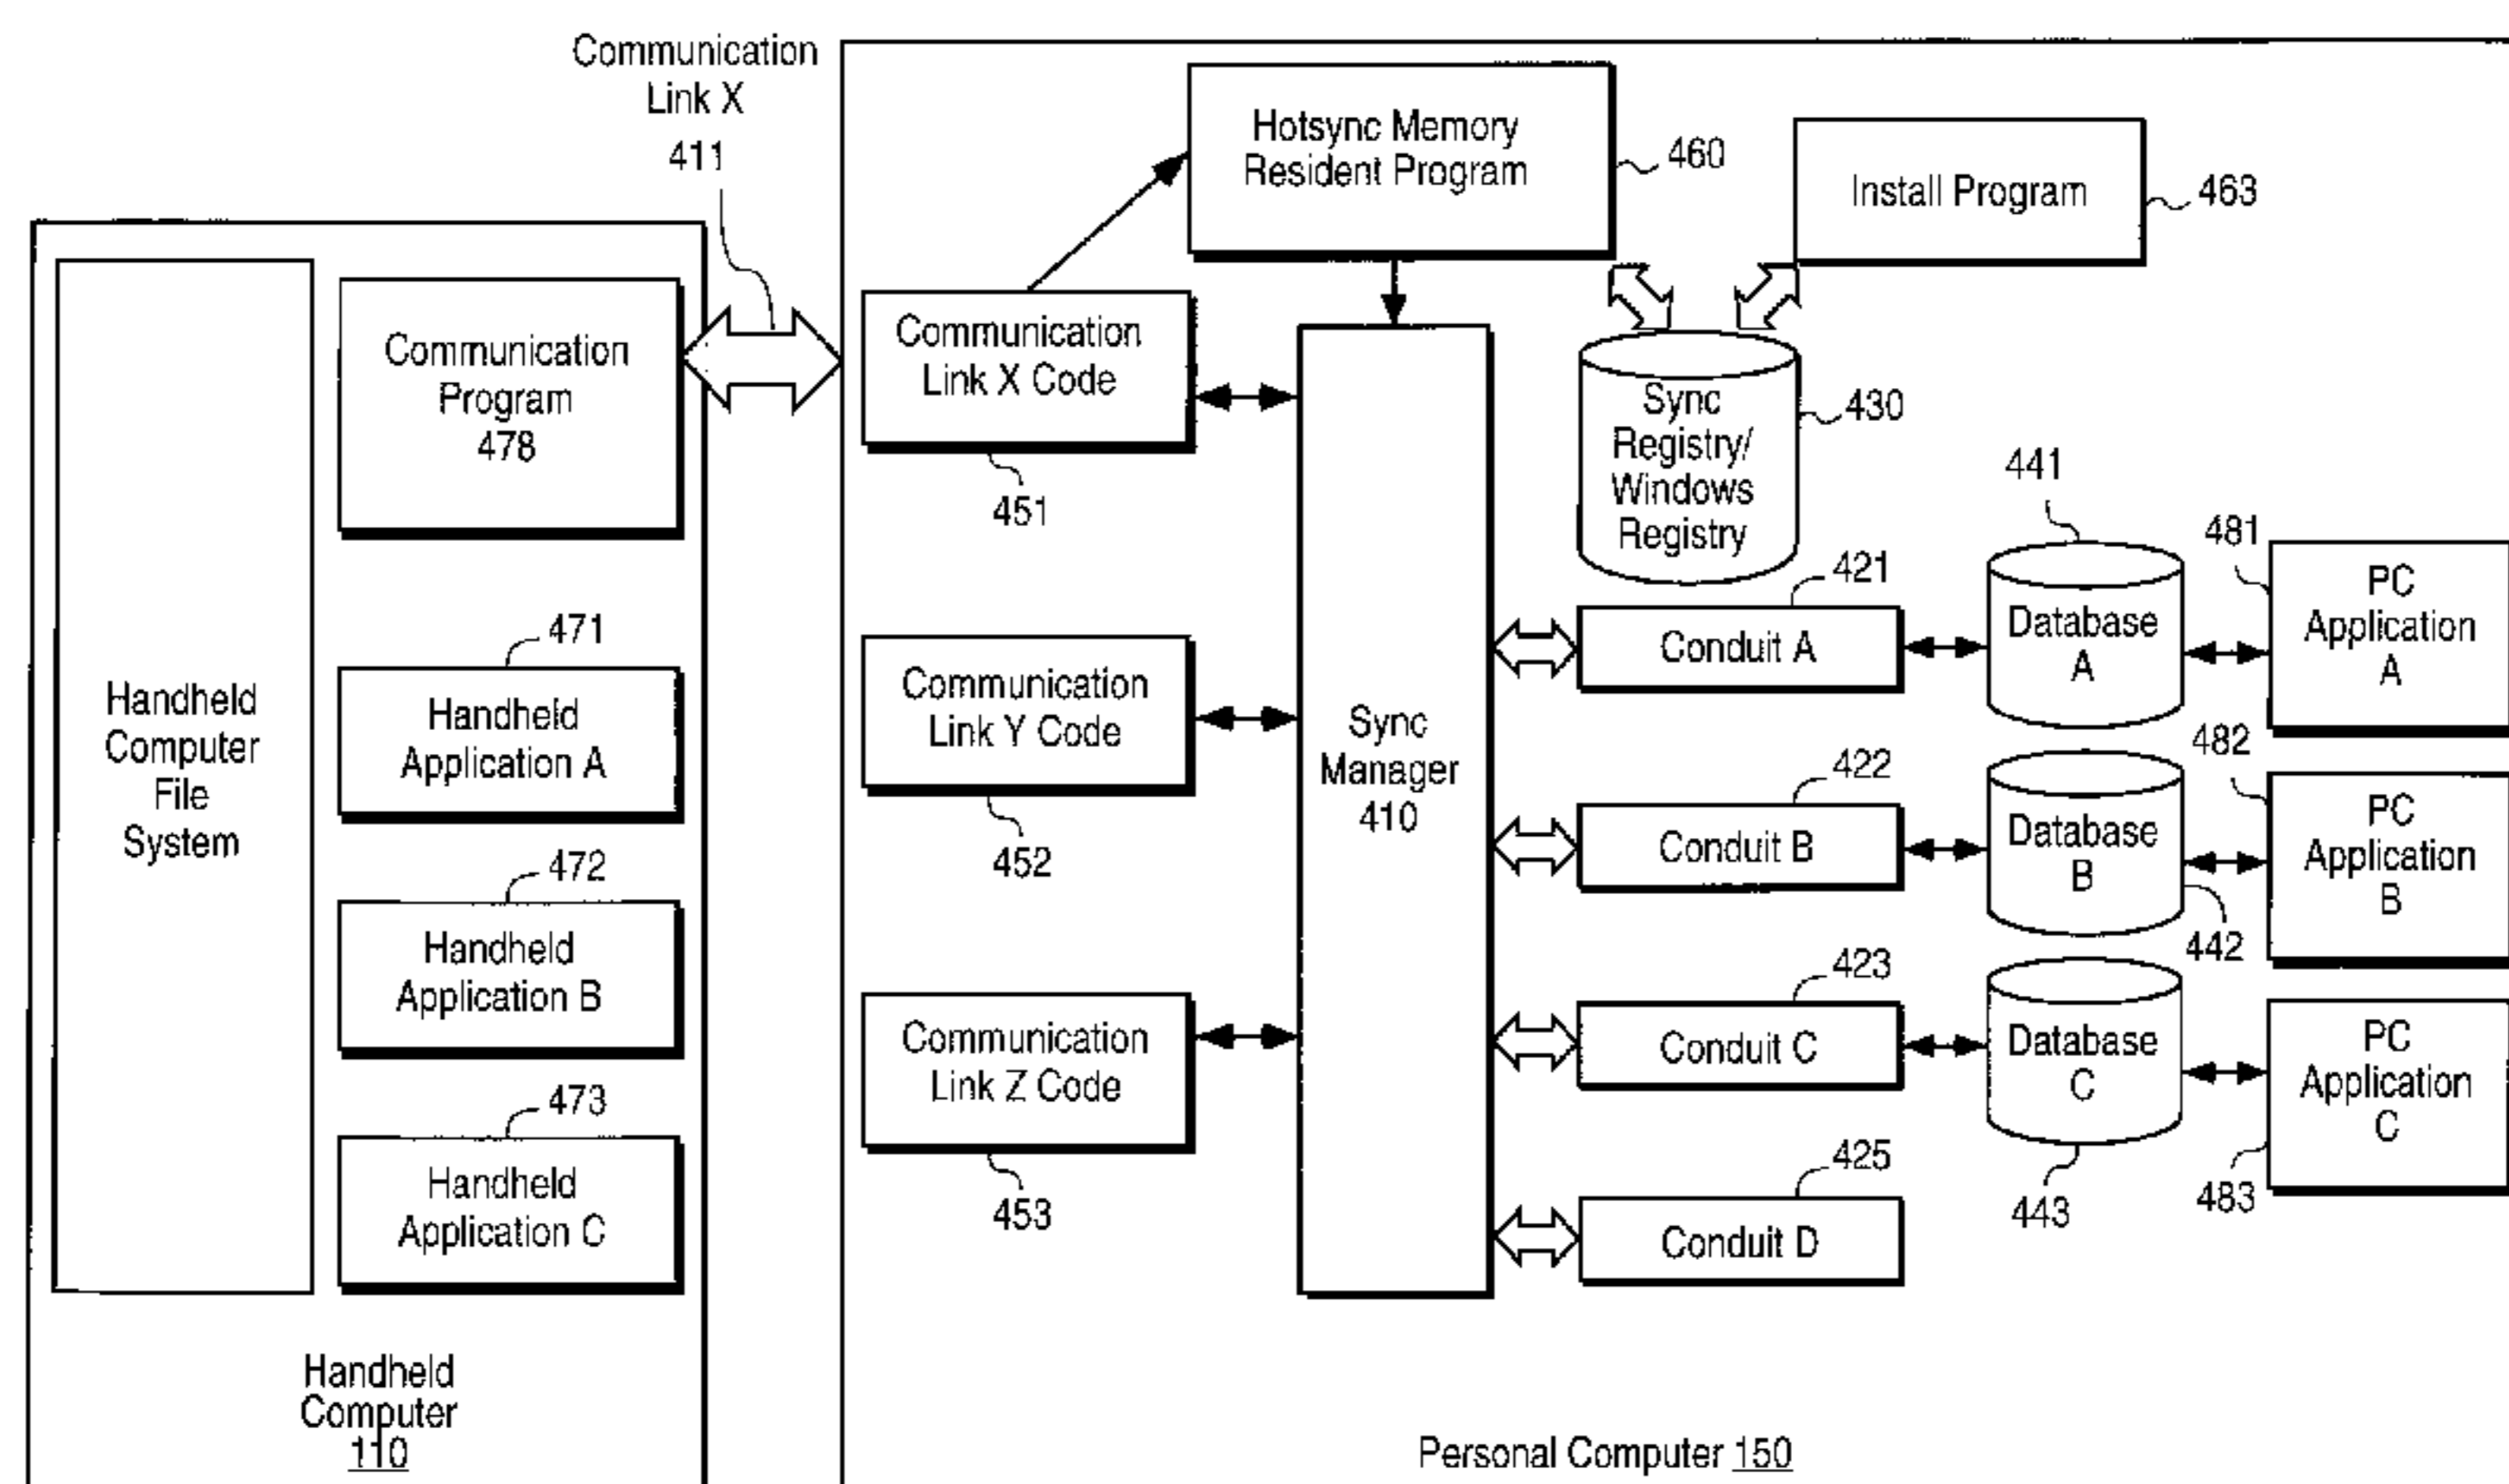 Communication
Link X
411
Hotsync Memory
Resident Program
460
Install Program
463
Communication
Program
478
Communication
Link X Code
451
Sync
Registry/
Windows
Registry
430
Handheld
Computer
File
System
471
Handheld
Application A
472
Handheld
Application B
473
Handheld
Application C
Communication
Link Y Code
452
Communication
Link Z Code
453
Sync
Manager
410
421
Conduit A
441
Database
A
481
PC
Application
A
422
Conduit B
Database
B
442
482
PC
Application
B
423
Conduit C
Database
C
443
PC
Application
C
483
425
Conduit D
Handheld
Computer
110
Personal Computer 150